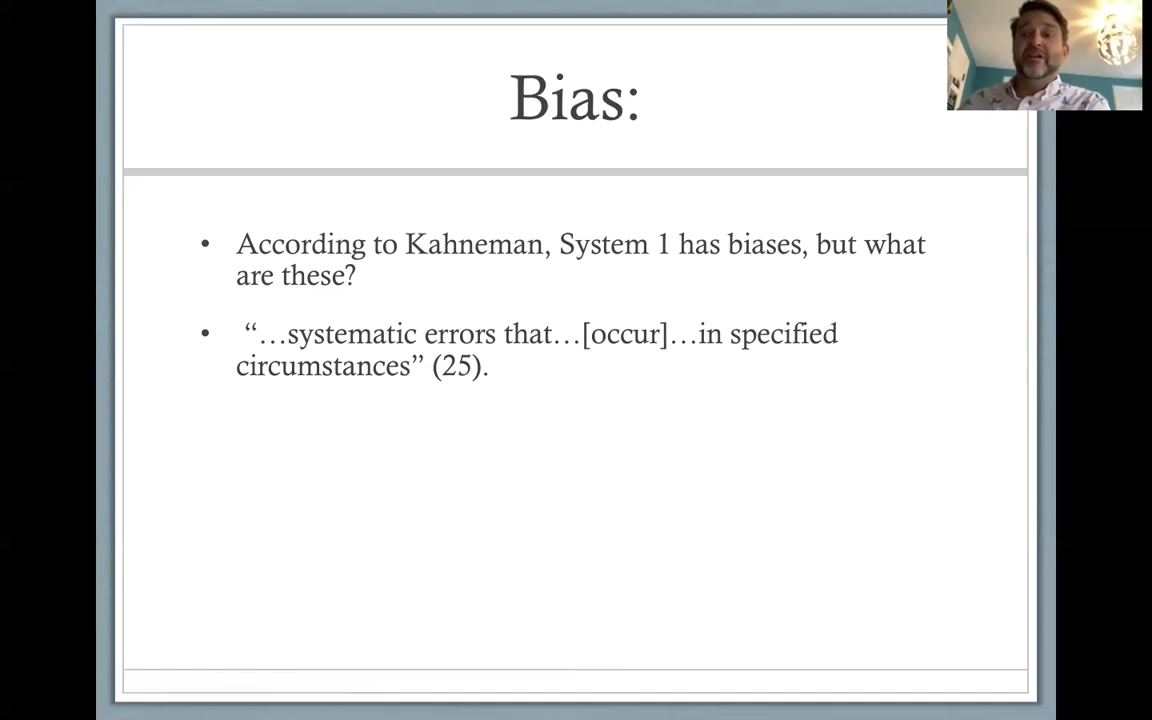 Bias:
• According to Kahneman, System 1 has biases, but what
are these?
• “…systematic errors that…[occur]…in specified
circumstances” (25).